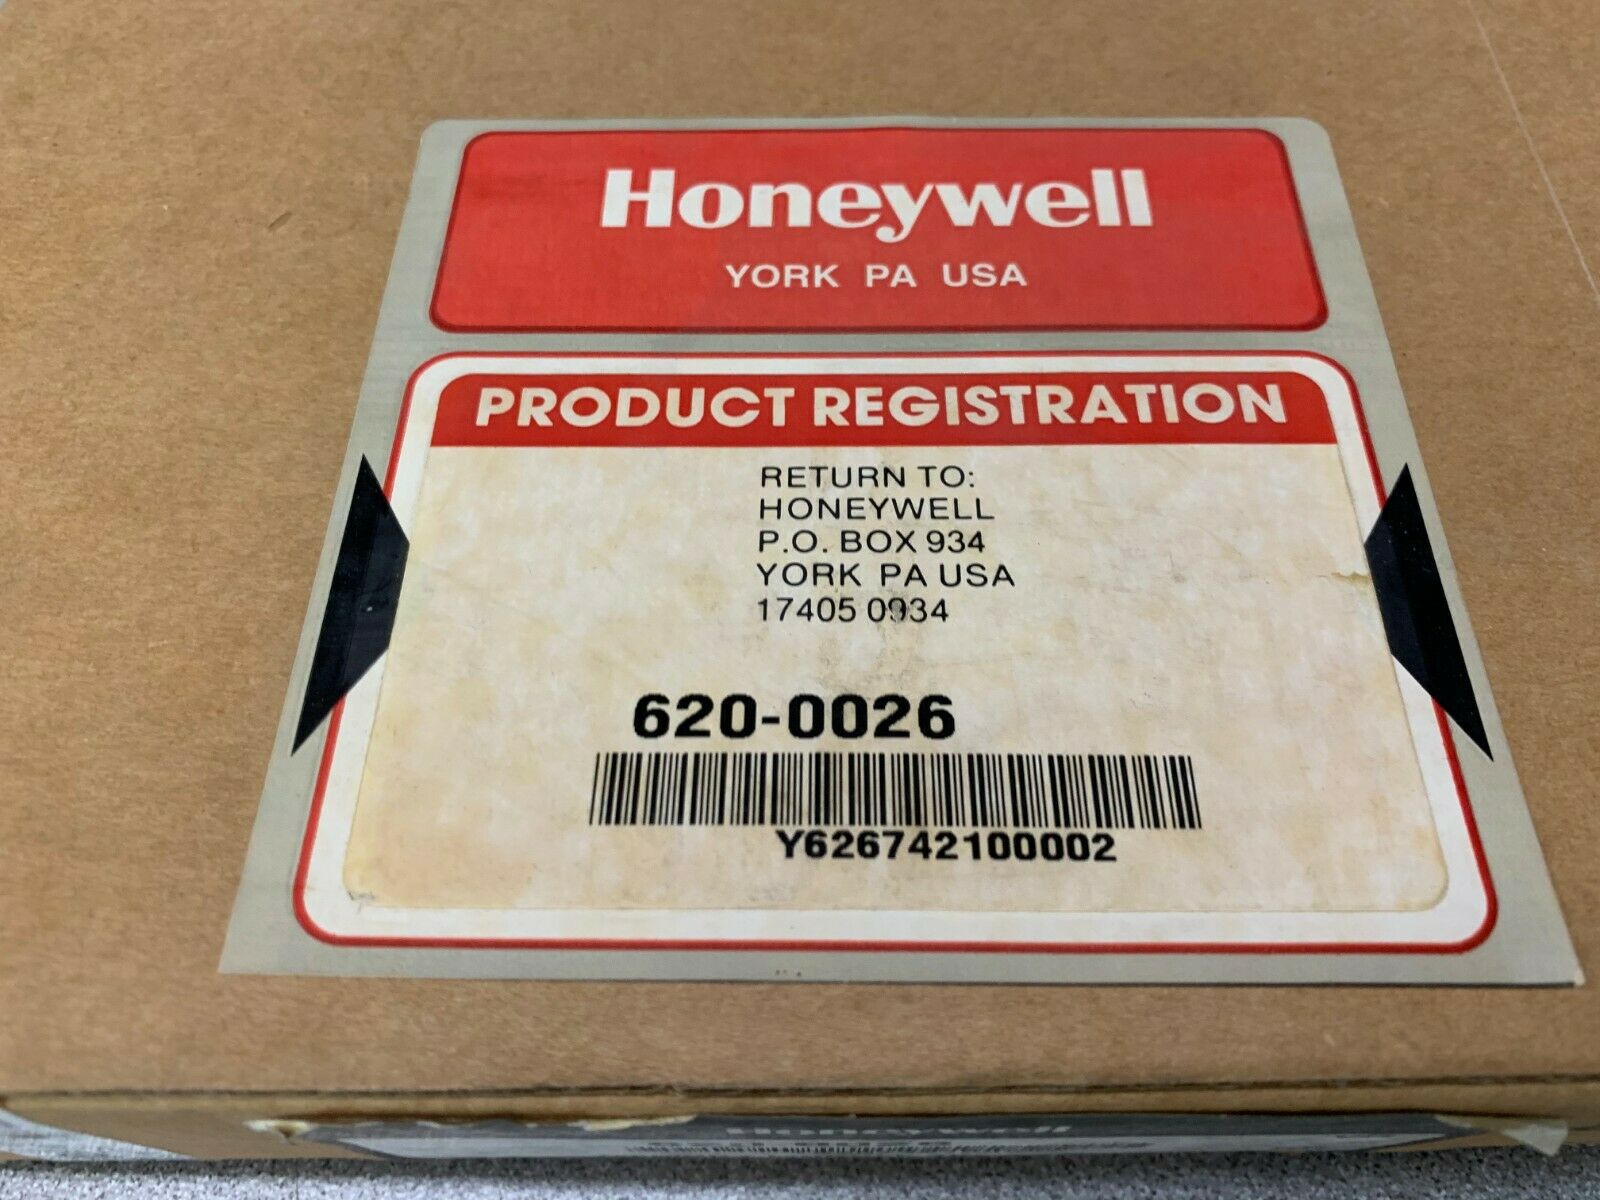 Honeywell
YORK PA USA
PRODUCT REGISTRATION
RETURN TO:
HONEYWELL
P.O. BOX 934
YORK PA USA
17405 0934
620-0026
Y626742100002
Honeywell